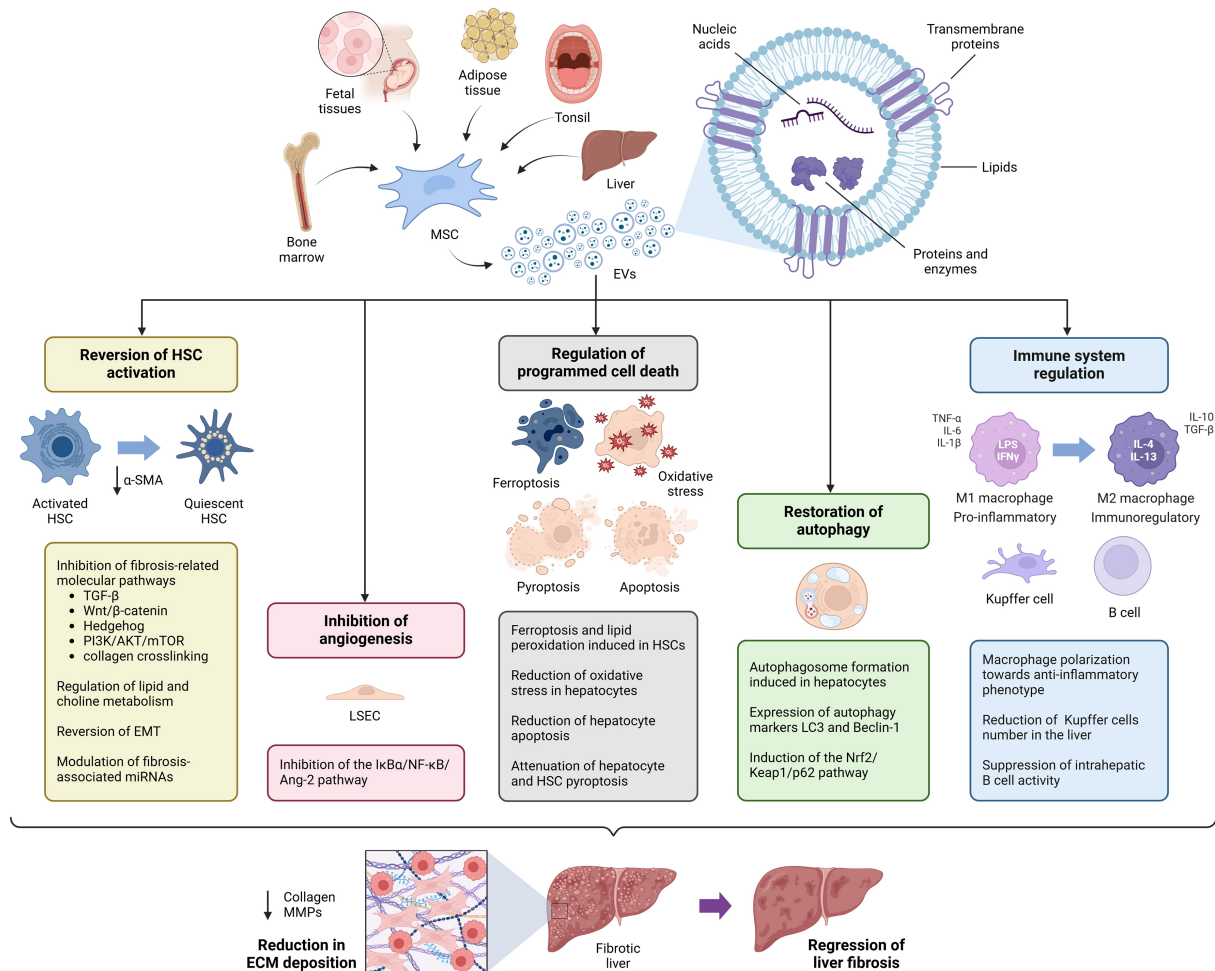 Nucleic
acids
Transmembrane
proteins
Fetal
tissues
Adipose
tissue
Tonsil
Lipids
Liver
Bone
marrow
MSC
Proteins and
enzymes
EVs
Reversion of HSC
activation
Activated
HSC
α-SMA
Quiescent
HSC
Inhibition of fibrosis-related
molecular pathways
• TGF-β
• Wnt/β-catenin
• Hedgehog
• PI3K/AKT/mTOR
• collagen crosslinking
Regulation of lipid and
choline metabolism
Reversion of EMT
Modulation of fibrosis-
associated miRNAs
Inhibition of
angiogenesis
LSEC
Inhibition of the IκBα/NF-κB/
Ang-2 pathway
Regulation of
programmed cell death
Ferroptosis
Oxidative
stress
Pyroptosis
Apoptosis
Ferroptosis and lipid
peroxidation induced in HSCs
Reduction of oxidative
stress in hepatocytes
Reduction of hepatocyte
apoptosis
Attenuation of hepatocyte
and HSC pyroptosis
Restoration of
autophagy
Autophagosome formation
induced in hepatocytes
Expression of autophagy
markers LC3 and Beclin-1
Induction of the Nrf2/
Keap1/p62 pathway
Immune system
regulation
TNF-α
IL-6
IL-1β
LPS
IFNγ
IL-4
IL-13
IL-10
TGF-β
M1 macrophage
Pro-inflammatory
M2 macrophage
Immunoregulatory
Kupffer cell
B cell
Macrophage polarization
towards anti-inflammatory
phenotype
Reduction of Kupffer cells
number in the liver
Suppression of intrahepatic
B cell activity
Collagen
MMPs
Reduction in
ECM deposition
Fibrotic
liver
Regression of
liver fibrosis